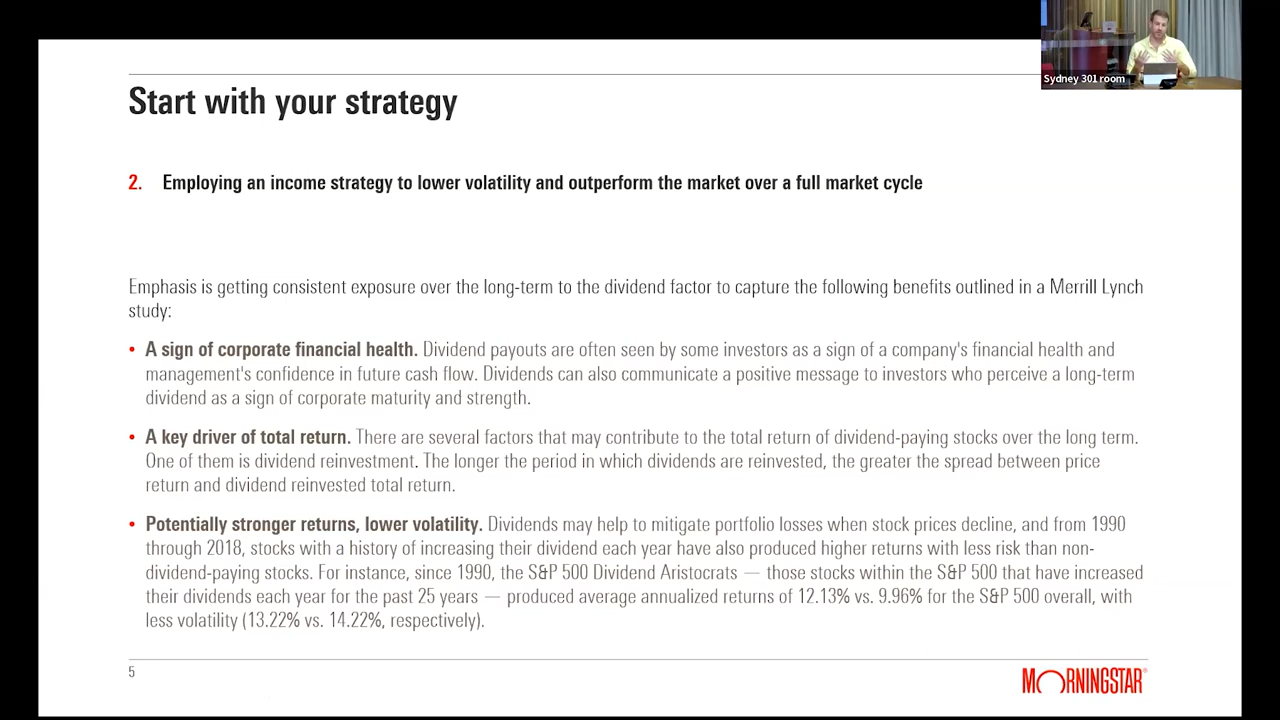 Sydney 301 room
Start with your strategy
2. Employing an income strategy to lower volatility and outperform the market over a full market cycle
Emphasis is getting consistent exposure over the long-term to the dividend factor to capture the following benefits outlined in a Merrill Lynch
study:
• A sign of corporate financial health. Dividend payouts are often seen by some investors as a sign of a company's financial health and
management's confidence in future cash flow. Dividends can also communicate a positive message to investors who perceive a long-term
dividend as a sign of corporate maturity and strength.
• A key driver of total return. There are several factors that may contribute to the total return of dividend-paying stocks over the long term.
One of them is dividend reinvestment. The longer the period in which dividends are reinvested, the greater the spread between price
return and dividend reinvested total return.
• Potentially stronger returns, lower volatility. Dividends may help to mitigate portfolio losses when stock prices decline, and from 1990
through 2018, stocks with a history of increasing their dividend each year have also produced higher returns with less risk than non-
dividend-paying stocks. For instance, since 1990, the S&P 500 Dividend Aristocrats — those stocks within the S&P 500 that have increased
their dividends each year for the past 25 years — produced average annualized returns of 12.13% vs. 9.96% for the S&P 500 overall, with
less volatility (13.22% vs. 14.22%, respectively).
5
MORNINGSTAR®